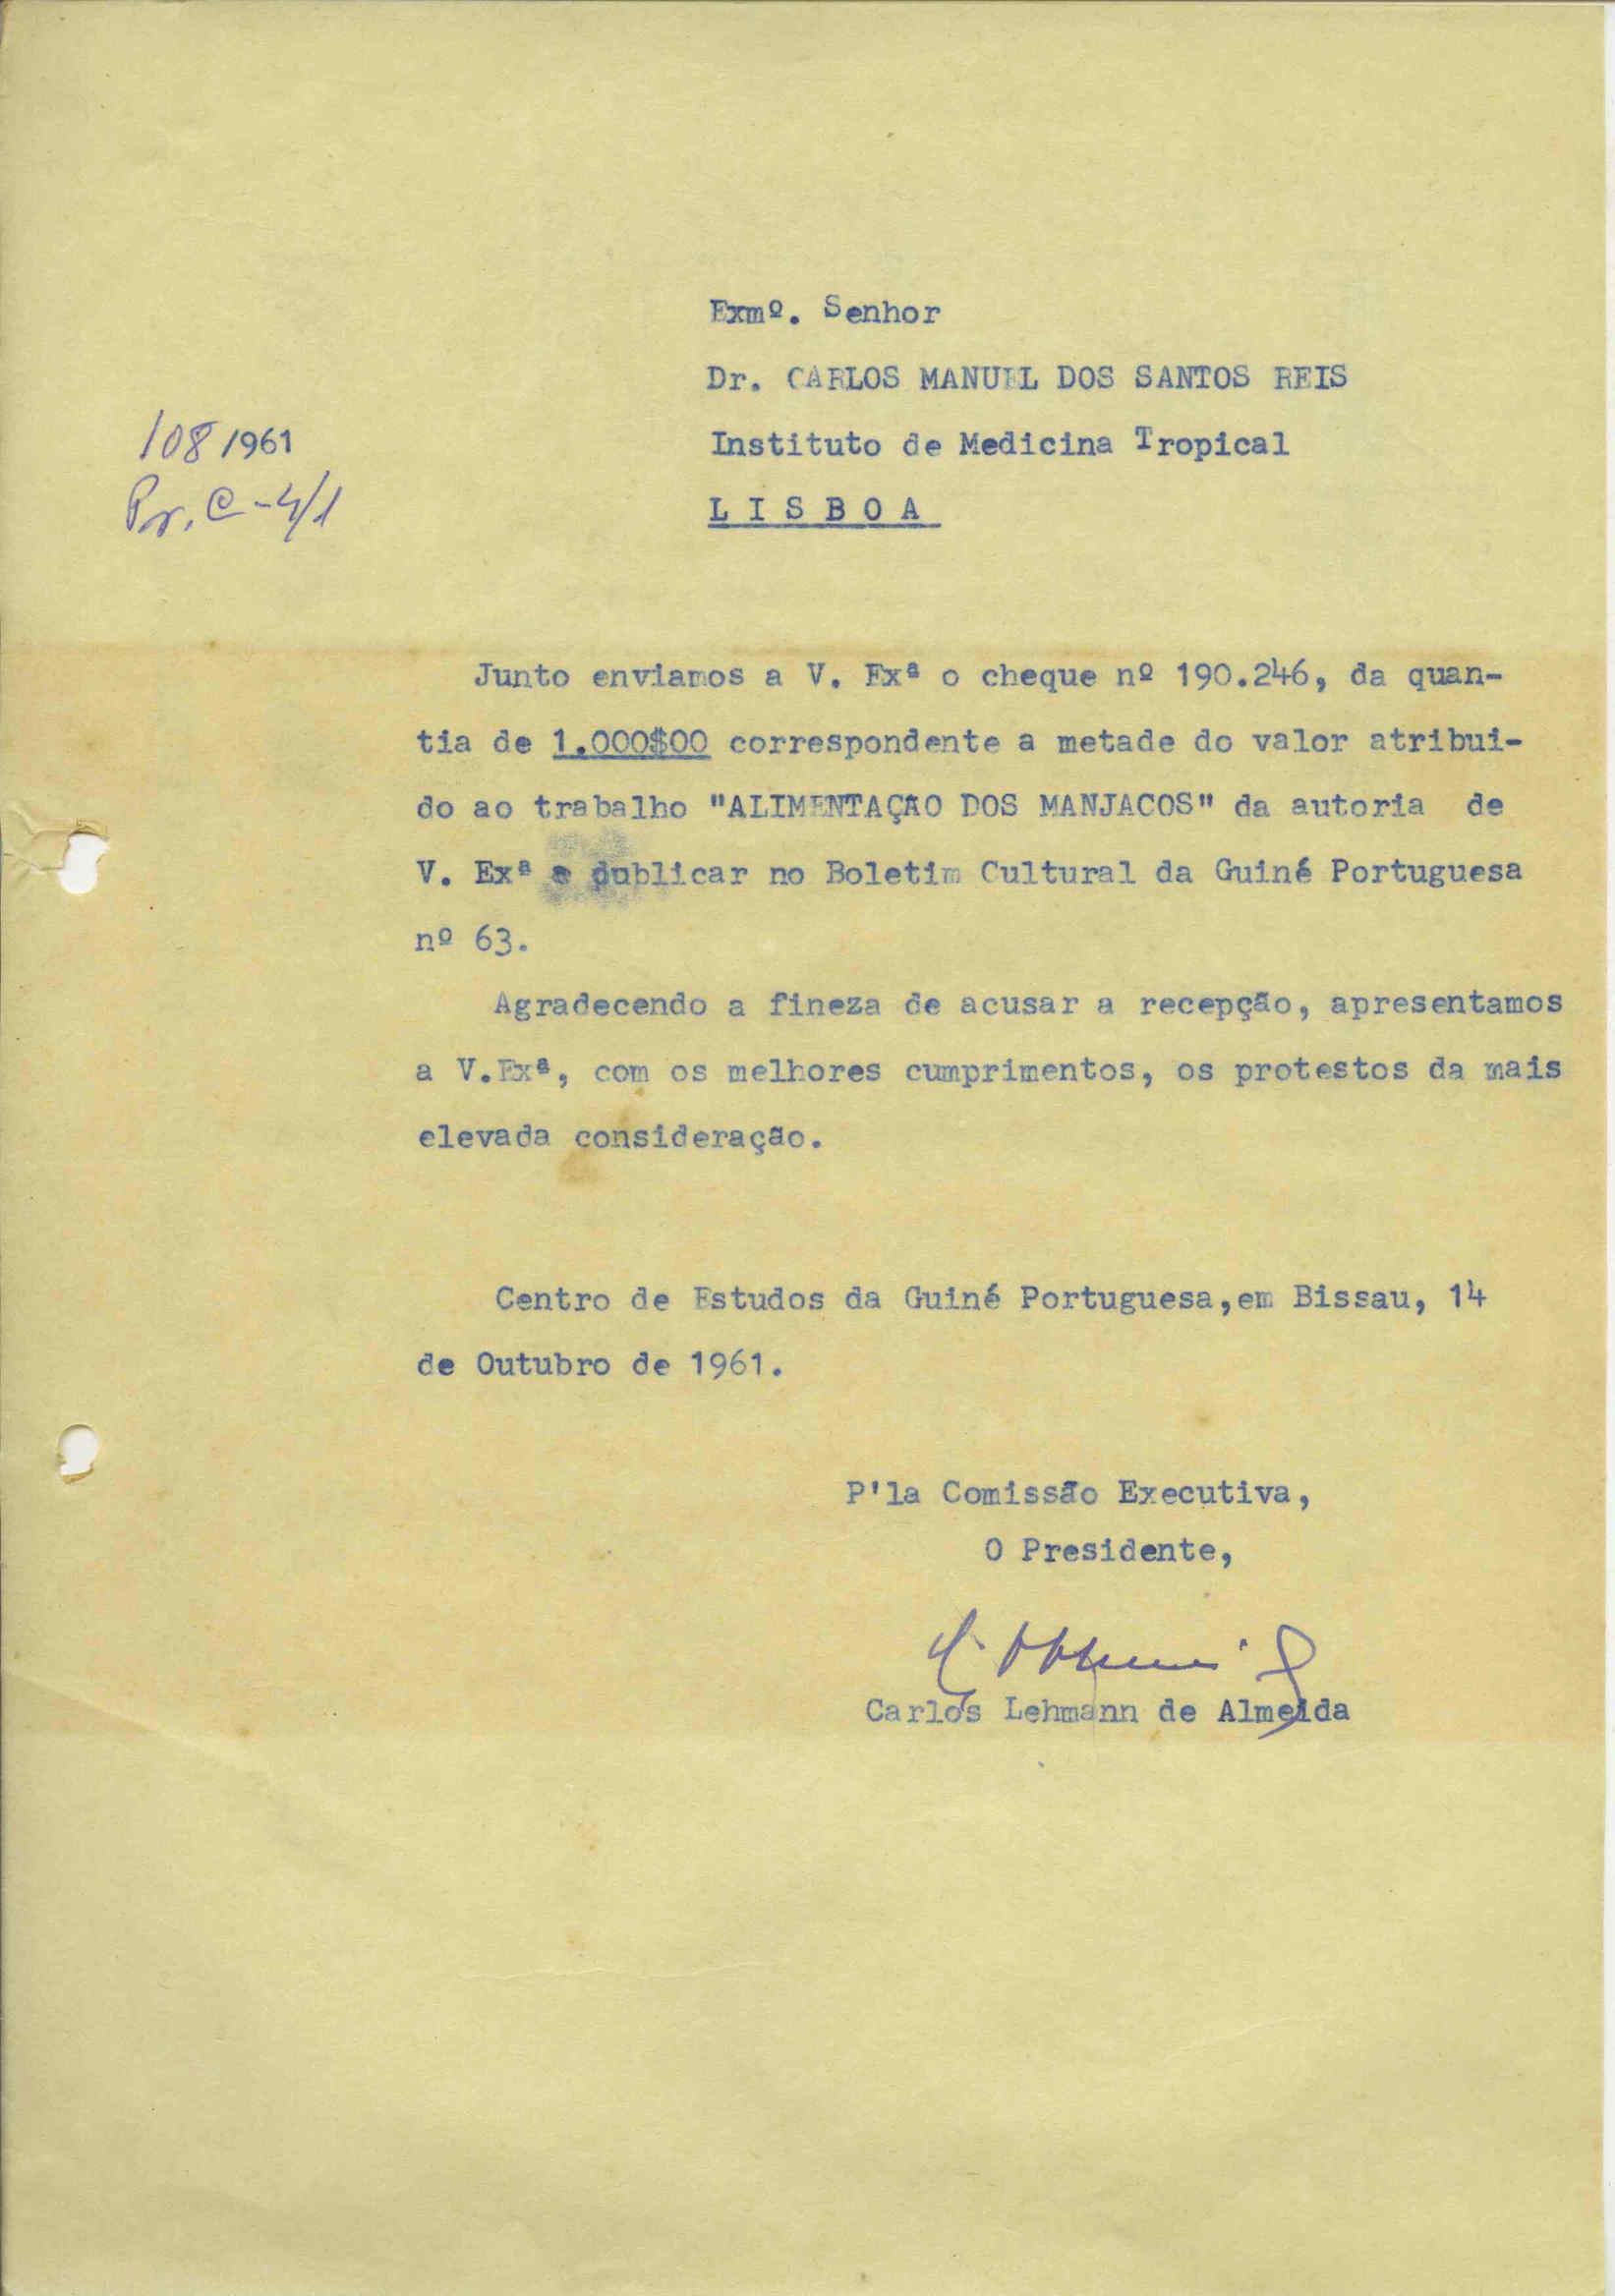 Exmº. Senhor
Dr. CARLOS MANUEL DOS SANTOS REIS
108/1961
Instituto de Medicina Tropical
Pr. C-4/1
LISBOA
Junto enviamos a V. Exª o cheque nº 190.246, da quan-
tia de 1.000$00 correspondente a metade do valor atribui-
do ao trabalho "ALIMENTAÇÃO DOS MANJACOS" da autoria de
V. Exª a publicar no Boletim Cultural da Guiné Portuguesa
nº 63.
Agradecendo a fineza de acusar a recepção, apresentamos
a V.Exª, com os melhores cumprimentos, os protestos da mais
elevada consideração.
Centro de Estudos da Guiné Portuguesa,em Bissau, 14
de Outubro de 1961.
P'la Comissão Executiva,
O Presidente,
Carlos Lehmann de Almeida